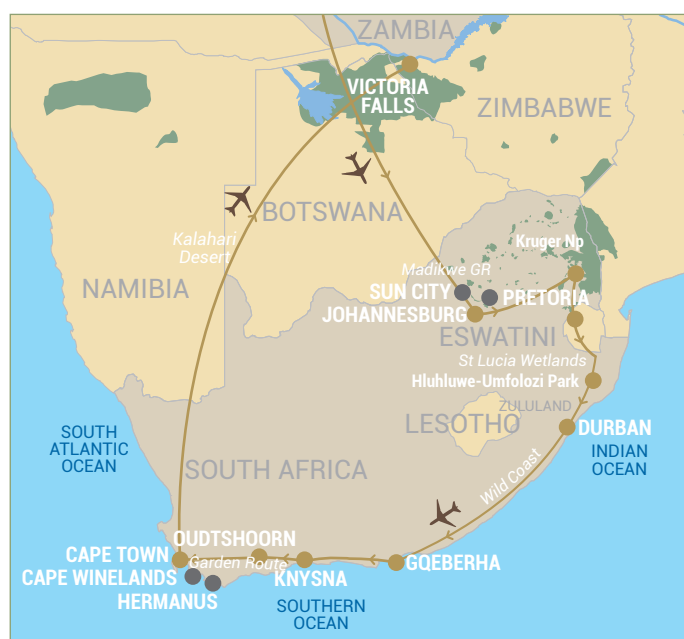 ZAMBIA
VICTORIA
FALLS
ZIMBABWE
BOTSWANA
Kalahari
Desert
Kruger Np
Madikwe GR
NAMIBIA
SUN CITY
PRETORIA
JOHANNESBURG
ESWATINI
St Lucia Wetlands
Hluhluwe-Umfolozi Park
ZULULAND
LESOTHO
DURBAN
SOUTH
ATLANTIC
OCEAN
INDIAN
OCEAN
SOUTH AFRICA
Wild Coast
OUDTSHOORN
CAPE TOWN
Garden Route
GQEBERHA
CAPE WINELANDS
KNYSNA
HERMANUS
SOUTHERN
OCEAN